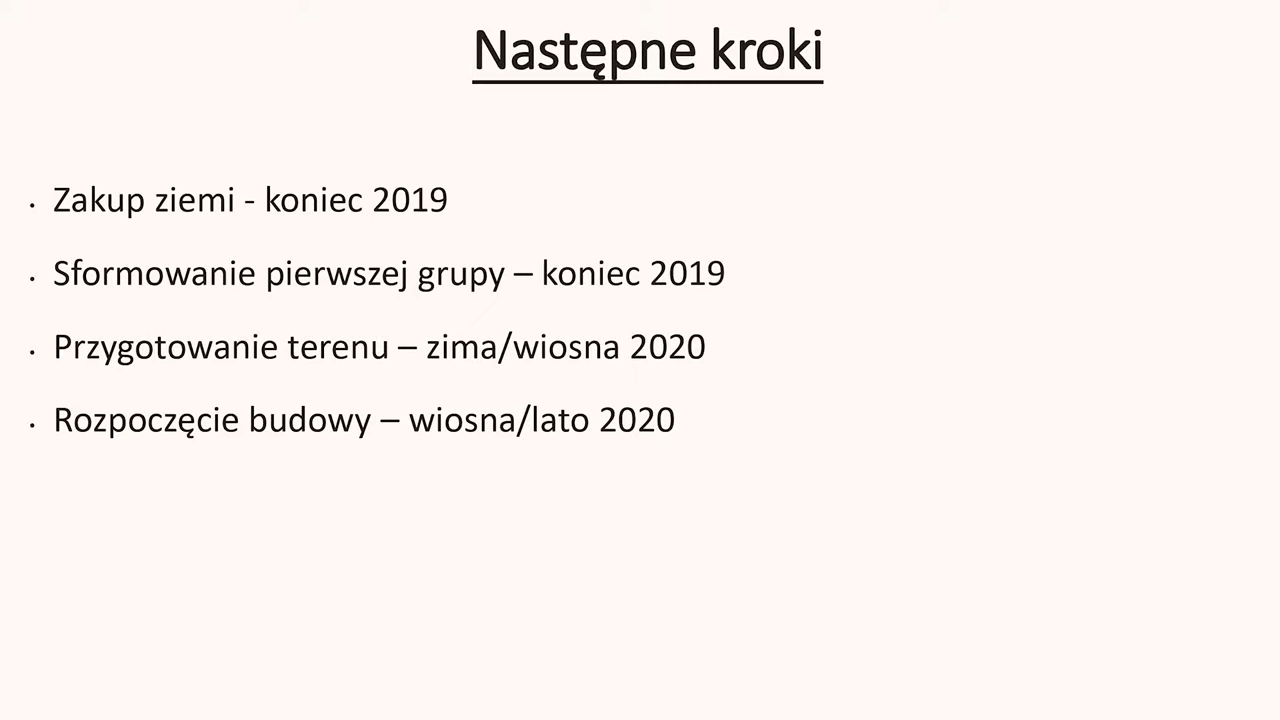 Następne kroki
• Zakup ziemi - koniec 2019
• Sformowanie pierwszej grupy – koniec 2019
• Przygotowanie terenu – zima/wiosna 2020
• Rozpoczęcie budowy – wiosna/lato 2020